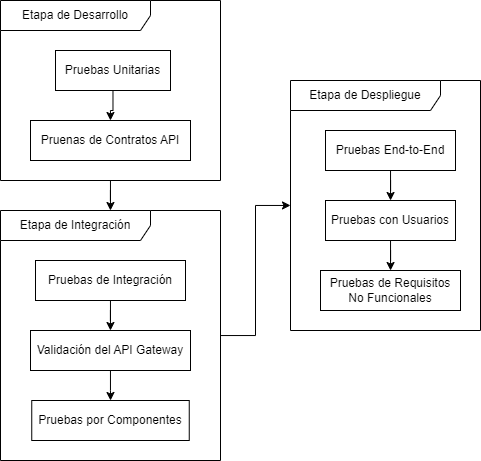 Etapa de Desarrollo
Pruebas Unitarias
Pruenas de Contratos API
Etapa de Integración
Pruebas de Integración
Validación del API Gateway
Pruebas por Componentes
Etapa de Despliegue
Pruebas End-to-End
Pruebas con Usuarios
Pruebas de Requisitos
No Funcionales